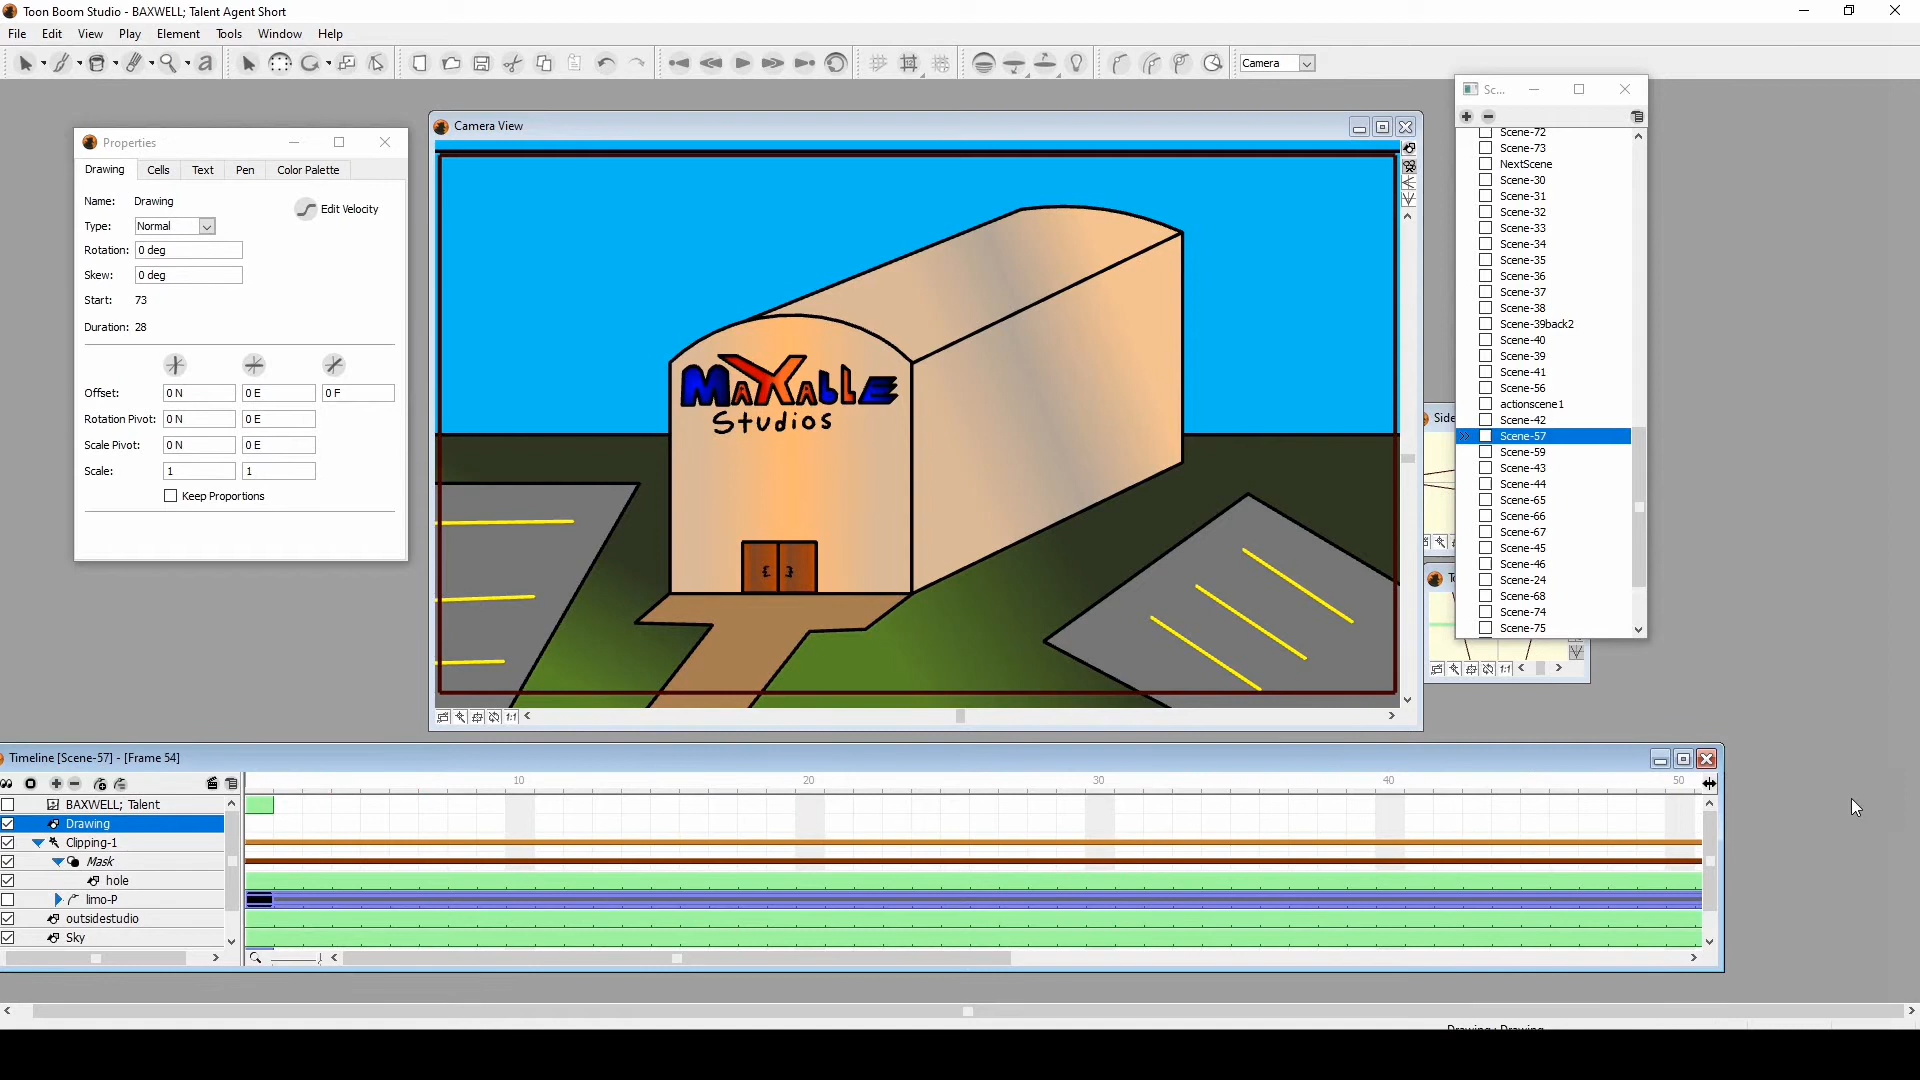 Toon Boom Studio - BAXWELL; Talent Agent Short
File Edit View Play Element Tools Window Help
Camera
Properties
Drawing Cells Text Pen Color Palette
Name: Drawing
Edit Velocity
Type: Normal
Rotation: 0 deg
Skew: 0 deg
Start: 73
Duration: 28
Offset: 0 N 0 E 0 F
Rotation Pivot: 0 N 0 E
Scale Pivot: 0 N 0 E
Scale: 1 1
Keep Proportions
Camera View
MaXablE
Studios
1:1
Sc...
Scene-72
Scene-73
NextScene
Scene-30
Scene-31
Scene-32
Scene-33
Scene-34
Scene-35
Scene-36
Scene-37
Scene-38
Scene-39back2
Scene-40
Scene-39
Scene-41
Scene-56
actionscene1
Scene-42
Scene-57
Scene-59
Scene-43
Scene-44
Scene-65
Scene-66
Scene-67
Scene-45
Scene-46
Scene-24
Scene-68
Scene-74
Scene-75
Side
1:1
Timeline [Scene-57] - [Frame 54]
10 20 30 40 50
BAXWELL; Talent
Drawing
Clipping-1
Mask
hole
limo-P
outsidestudio
Sky
Drawing : Drawing